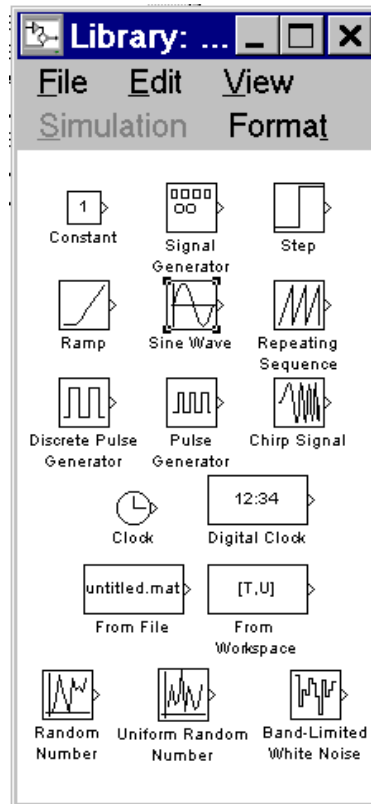 Library: ...
File Edit View
Simulation Format
1
Constant
Signal
Generator
Step
Ramp
Sine Wave
Repeating
Sequence
Discrete Pulse
Generator
Pulse
Generator
Chirp Signal
Clock
12:34
Digital Clock
untitled.mat
From File
[T,U]
From
Workspace
Random
Number
Uniform Random
Number
Band-Limited
White Noise